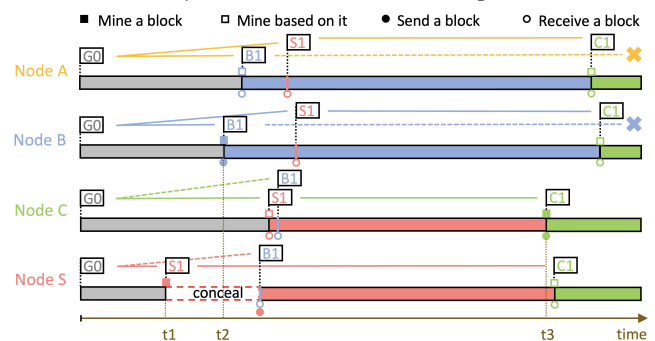 Mine a block Mine based on it Send a block Receive a block
S1 C1
G0 B1
Node A
S1 C1
G0 B1
Node B
B1
G0 S1 C1
Node C
B1
G0 S1 C1
Node S
conceal
t1 t2 t3 time